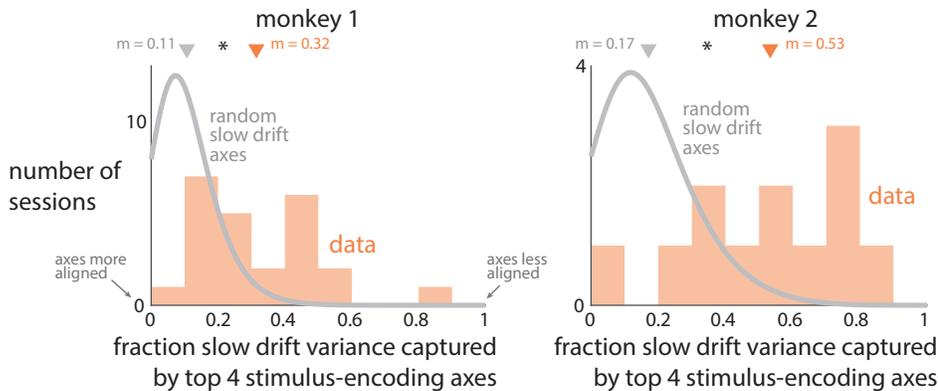 monkey 1
m = 0.11
*
m = 0.32
10
random
slow drift
axes
number of
sessions
data
axes more
aligned
axes less
aligned
0
0 0.2 0.4 0.6 0.8 1
fraction slow drift variance captured
by top 4 stimulus-encoding axes
monkey 2
m = 0.17
*
m = 0.53
4
random
slow drift
axes
data
0
0 0.2 0.4 0.6 0.8 1
fraction slow drift variance captured
by top 4 stimulus-encoding axes